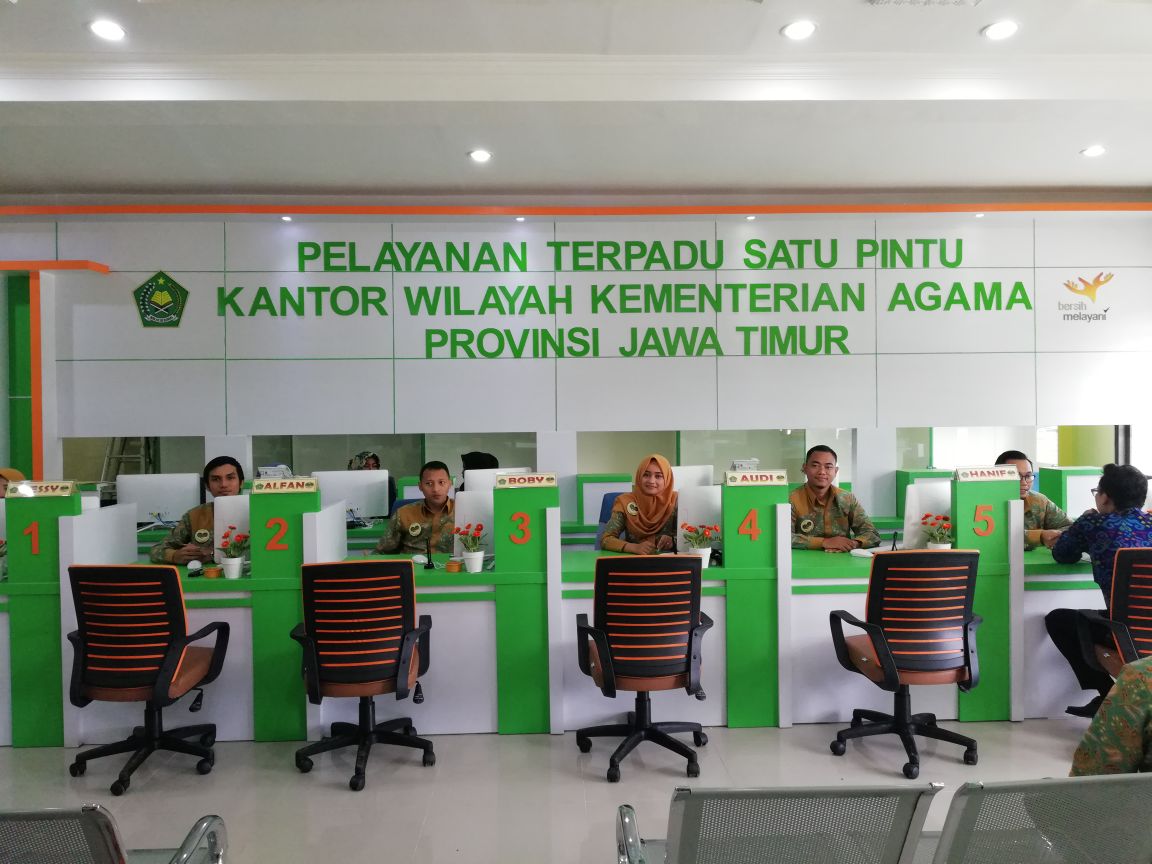 PELAYANAN TERPADU SATU PINTU
KANTOR WILAYAH KEMENTERIAN AGAMA
PROVINSI JAWA TIMUR
bersih
melayani
1
ALFAN
2
BOBY
3
AUDI
4
HANIF
5